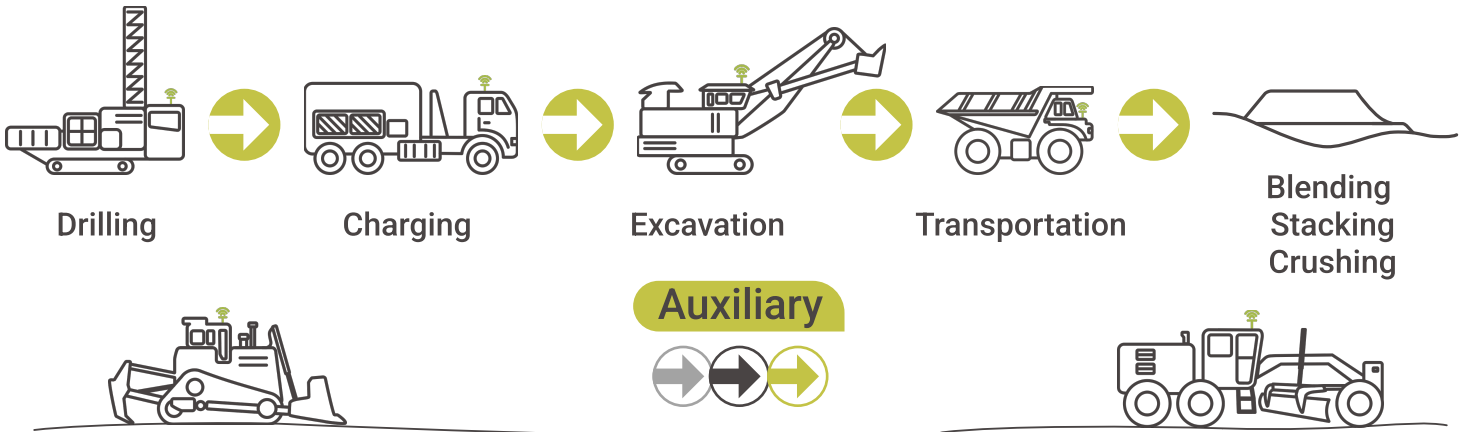 Drilling
Charging
Excavation
Transportation
Blending
Stacking
Crushing
Auxiliary